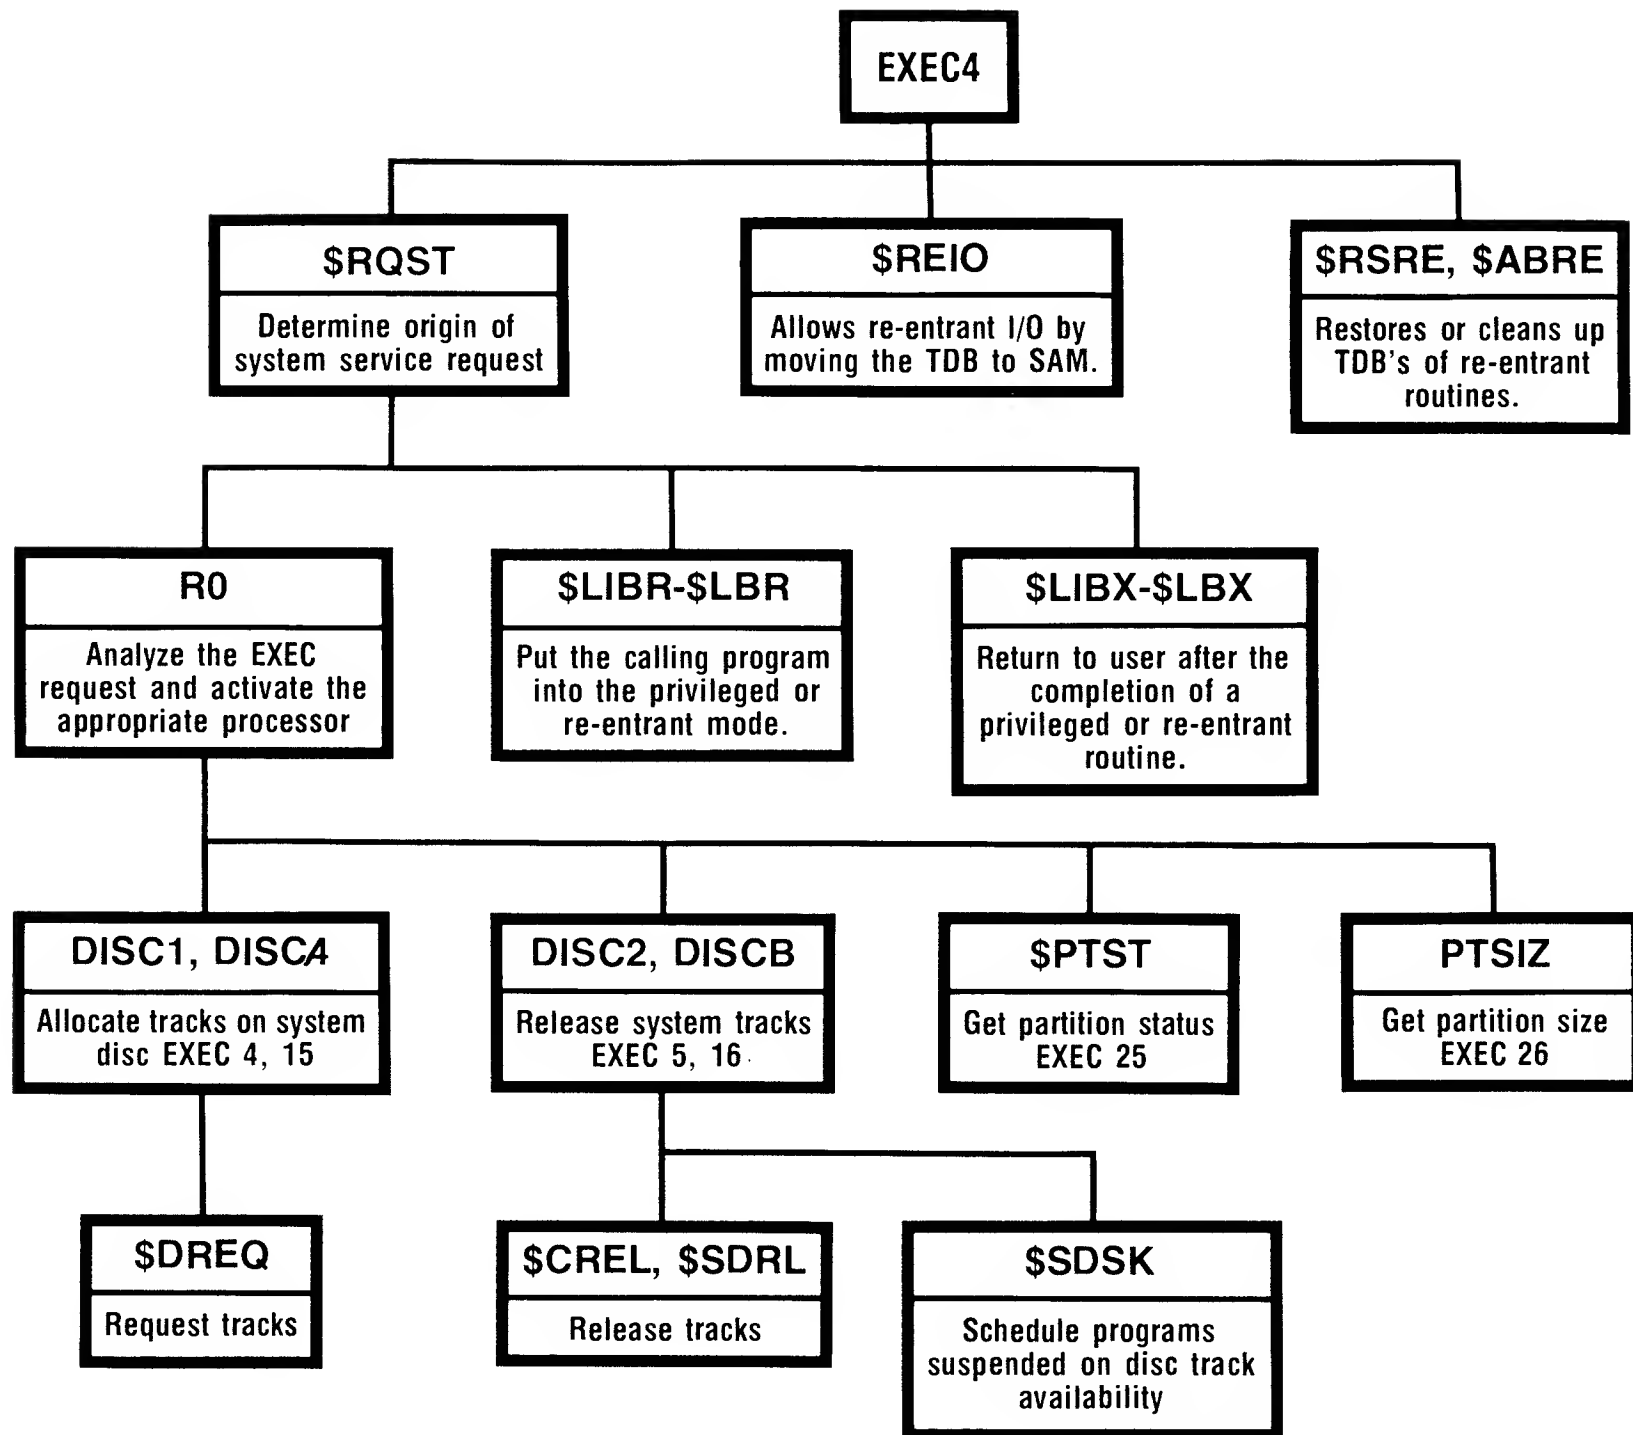 EXEC4
$RQST
Determine origin of
system service request
$REIO
Allows re-entrant I/O by
moving the TDB to SAM.
$RSRE, $ABRE
Restores or cleans up
TDB's of re-entrant
routines.
R0
Analyze the EXEC
request and activate the
appropriate processor
$LIBR-$LBR
Put the calling program
into the privileged or
re-entrant mode.
$LIBX-$LBX
Return to user after the
completion of a
privileged or re-entrant
routine.
DISC1, DISCA
Allocate tracks on system
disc EXEC 4, 15
DISC2, DISCB
Release system tracks
EXEC 5, 16
$PTST
Get partition status
EXEC 25
PTSIZ
Get partition size
EXEC 26
$DREQ
Request tracks
$CREL, $SDRL
Release tracks
$SDSK
Schedule programs
suspended on disc track
availability